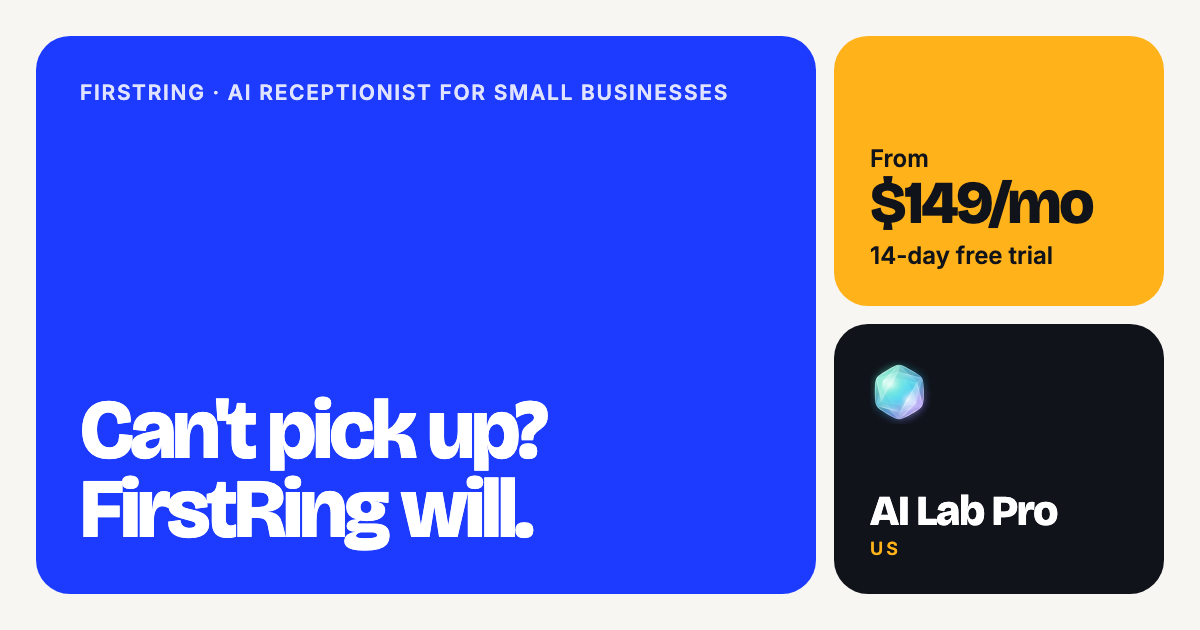 FIRSTRING · AI RECEPTIONIST FOR SMALL BUSINESSES
Can't pick up?
FirstRing will.
From
$149/mo
14-day free trial
AI Lab Pro
US